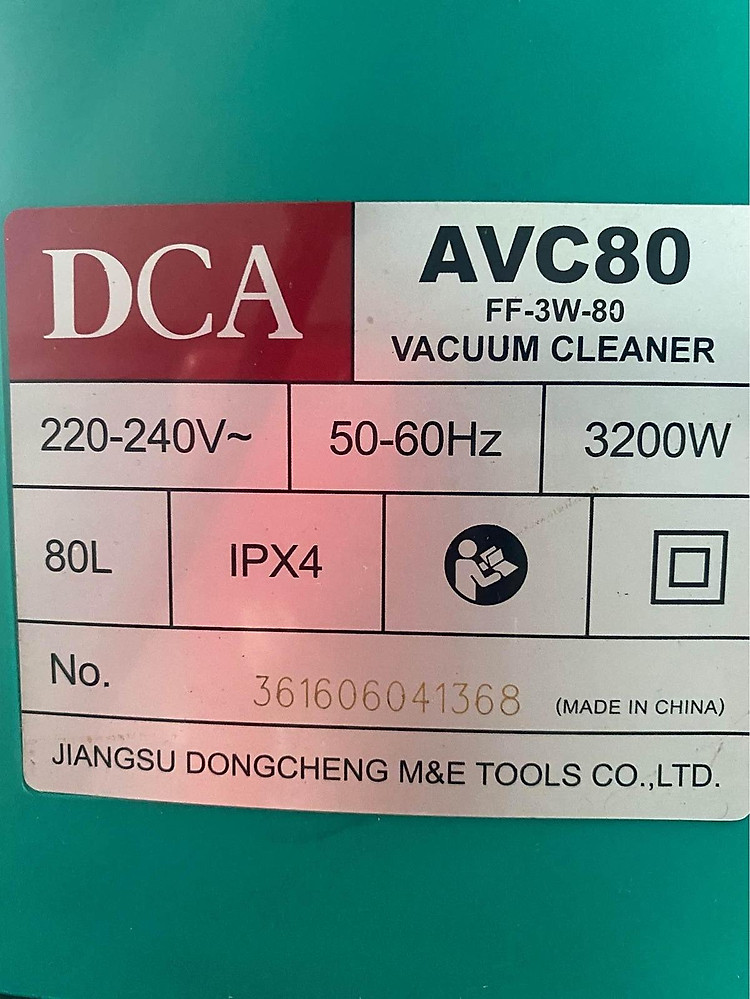 DCA
AVC80
FF-3W-80
VACUUM CLEANER
220-240V~
50-60Hz
3200W
80L
IPX4
No.
361606041368
(MADE IN CHINA)
JIANGSU DONGCHENG M&E TOOLS CO.,LTD.